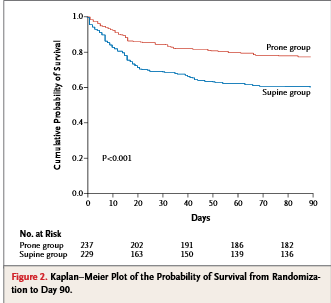 Cumulative Probability of Survival
1.0
0.8
0.6
0.4
0.2
0.0
Prone group
Supine group
P<0.001
0 10 20 30 40 50 60 70 80 90
Days
No. at Risk
Prone group 237 202 191 186 182
Supine group 229 163 150 139 136
Figure 2. Kaplan–Meier Plot of the Probability of Survival from Randomiza-
tion to Day 90.